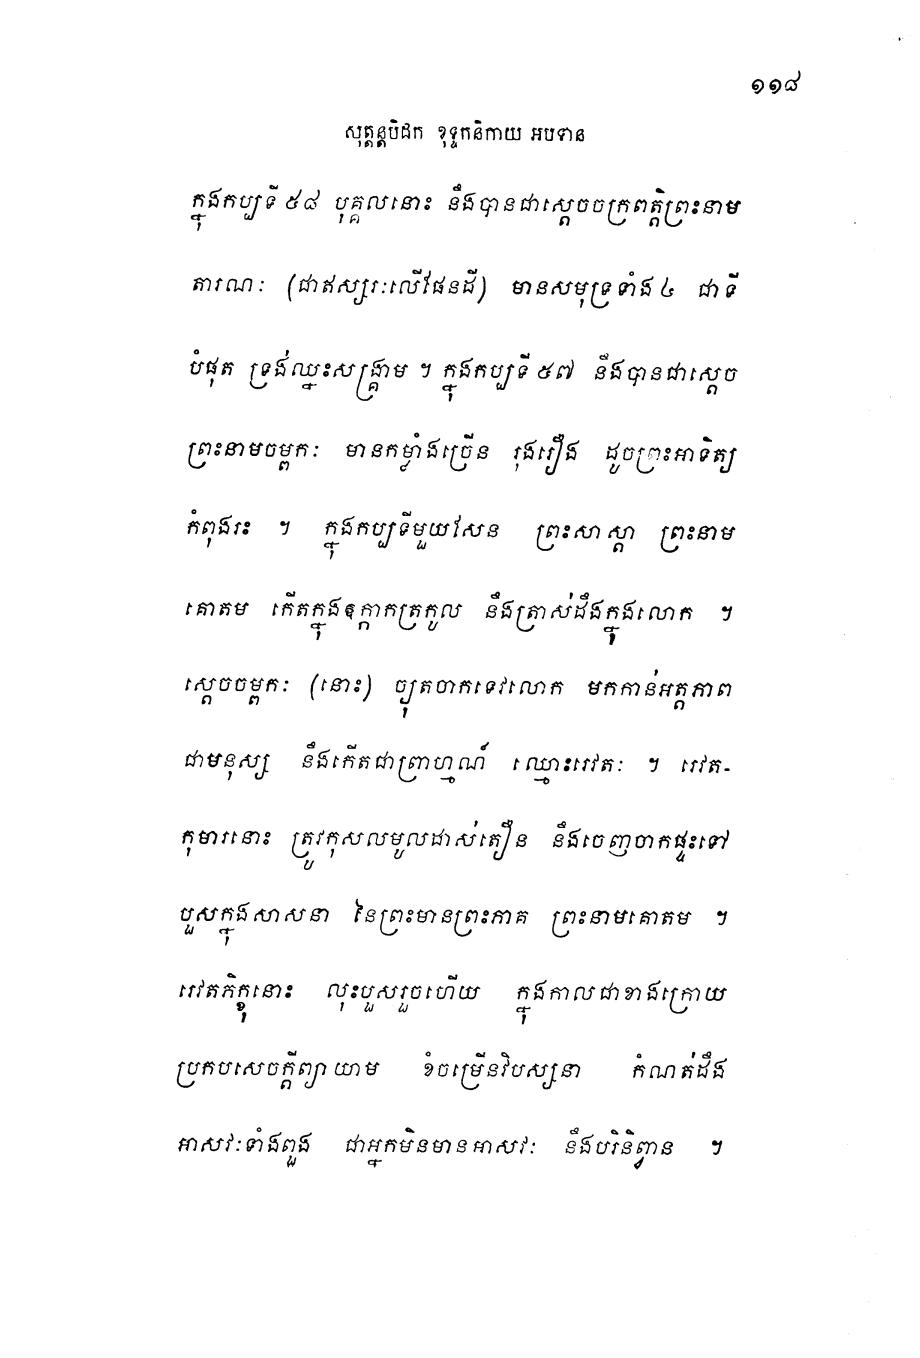 ១១៨
សុត្តន្តបិដក ខុទ្ទកនិកាយ អបទាន
ក្នុងកប្បទី ៥៨ បុគ្គលនោះ នឹងបានជាស្តេចចក្រពត្តិព្រះនាម
តារណៈ (ជាឥស្សរៈលើផែនដី) មានសមុទ្រទាំង ៤ ជាទី
បំផុត ទ្រង់ឈ្នះសង្គ្រាម ។ ក្នុងកប្បទី ៥៧ នឹងបានជាស្តេច
ព្រះនាមចម្ពកៈ មានកម្លាំងច្រើន រុងរឿង ដូចព្រះអាទិត្យ
កំពុងរះ ។ ក្នុងកប្បទីមួយសែន ព្រះសាស្តា ព្រះនាម
គោតម កើតក្នុងឧក្កាកត្រកូល នឹងត្រាស់ដឹងក្នុងលោក ។
ស្តេចចម្ពកៈ (នោះ) ច្យុតចាកទេវលោក មកកាន់អត្តភាព
ជាមនុស្ស នឹងកើតជាព្រាហ្មណ៍ ឈ្មោះរេវតៈ ។ រេវត-
កុមារនោះ ត្រូវកុសលមូលដាស់តឿន នឹងចេញចាកផ្ទះទៅ
បួសក្នុងសាសនា នៃព្រះមានព្រះភាគ ព្រះនាមគោតម ។
រេវតភិក្ខុនោះ លុះបួសរួចហើយ ក្នុងកាលជាខាងក្រោយ
ប្រកបសេចក្តីព្យាយាម ខំចម្រើនវិបស្សនា កំណត់ដឹង
អាសវៈទាំងពួង ជាអ្នកមិនមានអាសវៈ នឹងបរិនិព្វាន ។